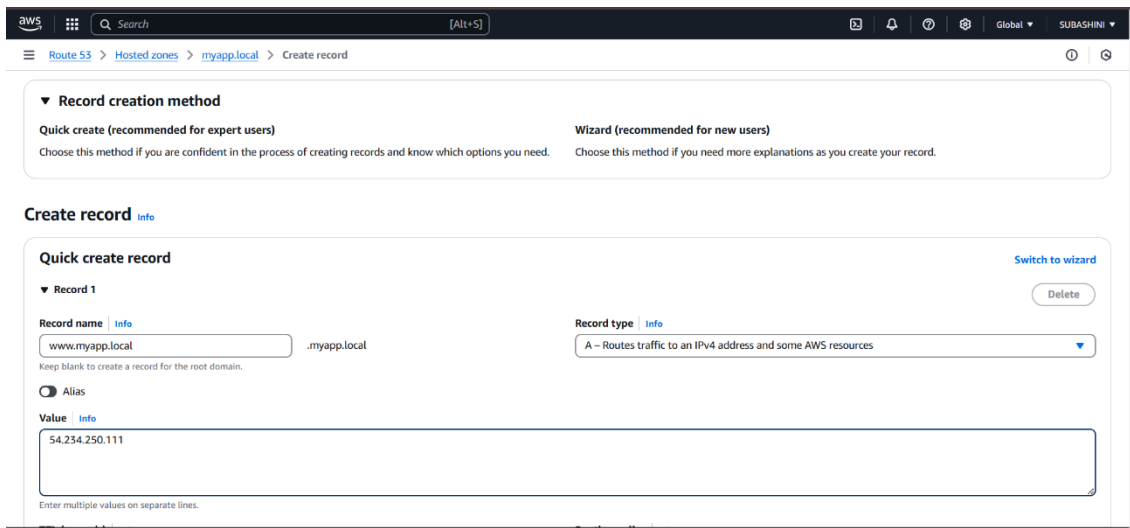 aws Search [Alt+S] Global ▼ SUBASHINI ▼
Route 53 > Hosted zones > myapp.local > Create record
▼ Record creation method
Quick create (recommended for expert users) Wizard (recommended for new users)
Choose this method if you are confident in the process of creating records and know which options you need. Choose this method if you need more explanations as you create your record.
Create record Info
Quick create record Switch to wizard
▼ Record 1 Delete
Record name Info Record type Info
www.myapp.local .myapp.local A – Routes traffic to an IPv4 address and some AWS resources ▼
Keep blank to create a record for the root domain.
Alias
Value Info
54.234.250.111
Enter multiple values on separate lines.